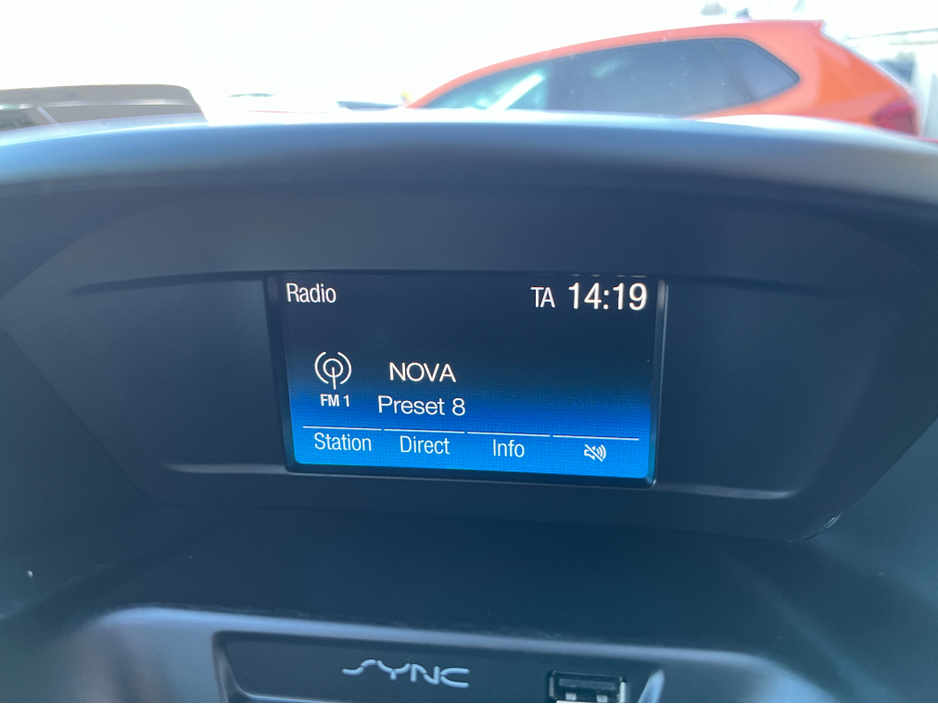 Radio
TA 14:19
NOVA
FM 1
Preset 8
Station Direct Info
SYNC